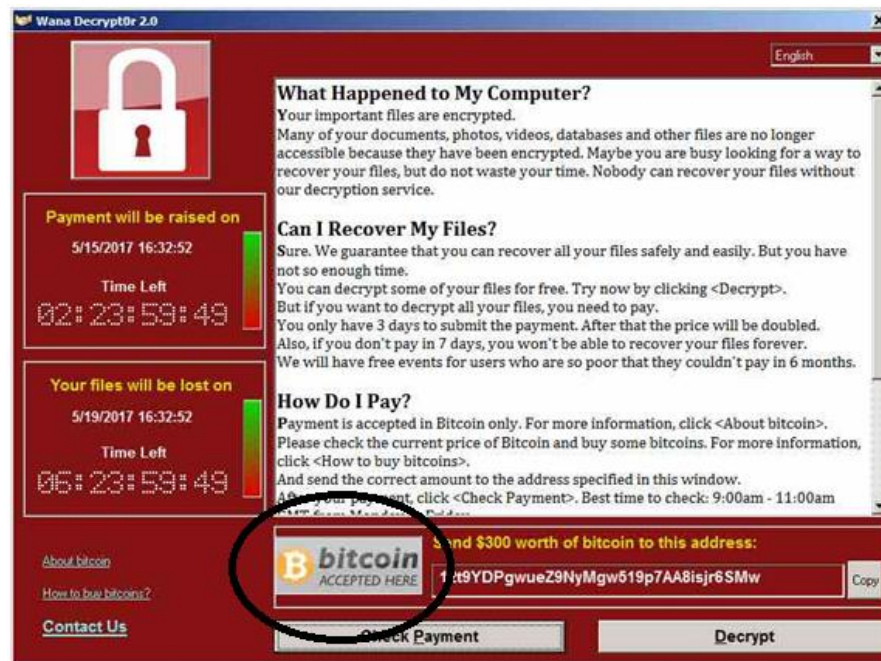 Wana Decrypt0r 2.0
English
What Happened to My Computer?
Your important files are encrypted.
Many of your documents, photos, videos, databases and other files are no longer
accessible because they have been encrypted. Maybe you are busy looking for a way to
recover your files, but do not waste your time. Nobody can recover your files without
our decryption service.
Can I Recover My Files?
Sure. We guarantee that you can recover all your files safely and easily. But you have
not so enough time.
You can decrypt some of your files for free. Try now by clicking <Decrypt>.
But if you want to decrypt all your files, you need to pay.
You only have 3 days to submit the payment. After that the price will be doubled.
Also, if you don't pay in 7 days, you won't be able to recover your files forever.
We will have free events for users who are so poor that they couldn't pay in 6 months.
How Do I Pay?
Payment is accepted in Bitcoin only. For more information, click <About bitcoin>.
Please check the current price of Bitcoin and buy some bitcoins. For more information,
click <How to buy bitcoins>.
And send the correct amount to the address specified in this window.
After your payment, click <Check Payment>. Best time to check: 9:00am - 11:00am
GMT from Monday to Friday.
Payment will be raised on
5/15/2017 16:32:52
Time Left
02:23:59:49
Your files will be lost on
5/19/2017 16:32:52
Time Left
06:23:59:49
About bitcoin
How to buy bitcoins?
Contact Us
bitcoin
ACCEPTED HERE
Send $300 worth of bitcoin to this address:
12t9YDPgwueZ9NyMgw519p7AA8isjr6SMw
Copy
Check Payment
Decrypt